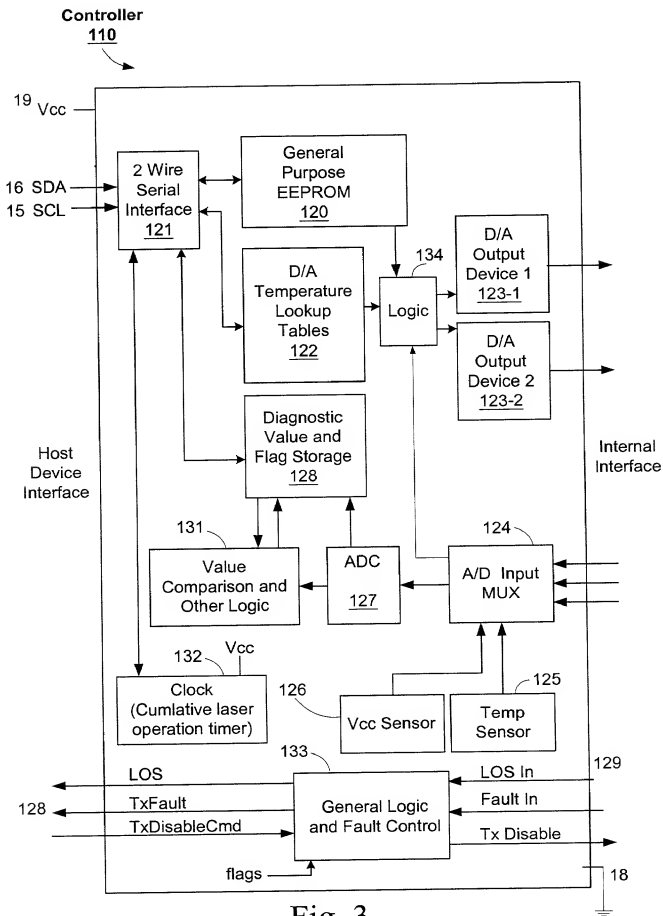 Controller
110
19 Vcc
16 SDA
15 SCL
2 Wire
Serial
Interface
121
General
Purpose
EEPROM
120
D/A
Temperature
Lookup
Tables
122
134
Logic
D/A
Output
Device 1
123-1
D/A
Output
Device 2
123-2
Host
Device
Interface
Diagnostic
Value and
Flag Storage
128
Internal
Interface
131
Value
Comparison and
Other Logic
ADC
127
124
A/D Input
MUX
132
Vcc
Clock
(Cumlative laser
operation timer)
126
Vcc Sensor
125
Temp
Sensor
133
General Logic
and Fault Control
LOS
128
TxFault
TxDisableCmd
flags
LOS In
129
Fault In
Tx Disable
18
Fig. 3